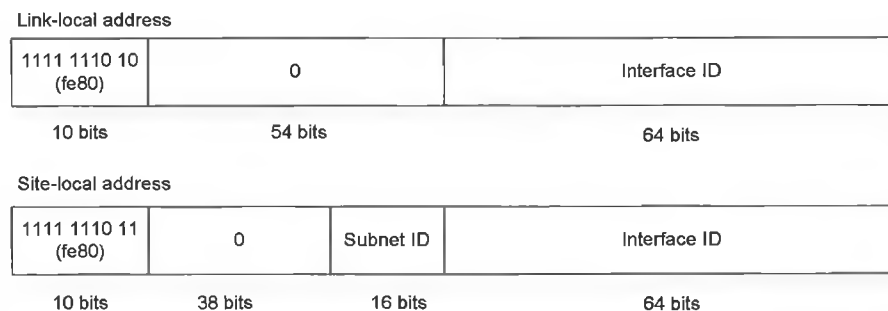 Link-local address
1111 1110 10
(fe80)
0
Interface ID
10 bits
54 bits
64 bits
Site-local address
1111 1110 11
(fe80)
0
Subnet ID
Interface ID
10 bits
38 bits
16 bits
64 bits